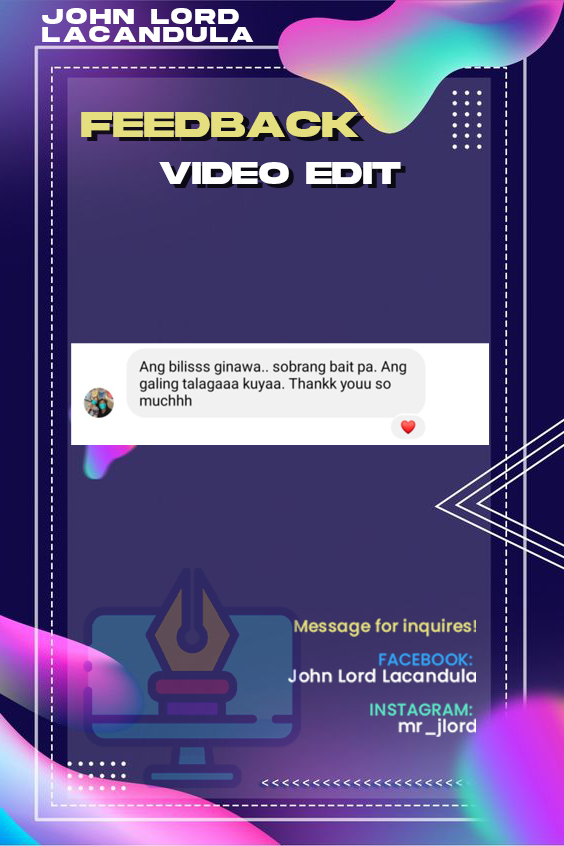 JOHN LORD
LACANDULA
FEEDBACK
VIDEO EDIT
Ang bilisss ginawa.. sobrang bait pa. Ang
galing talagaaa kuyaa. Thankk youu so
muchhh
Message for inquires!
FACEBOOK:
John Lord Lacandula
INSTAGRAM:
mr_jlord